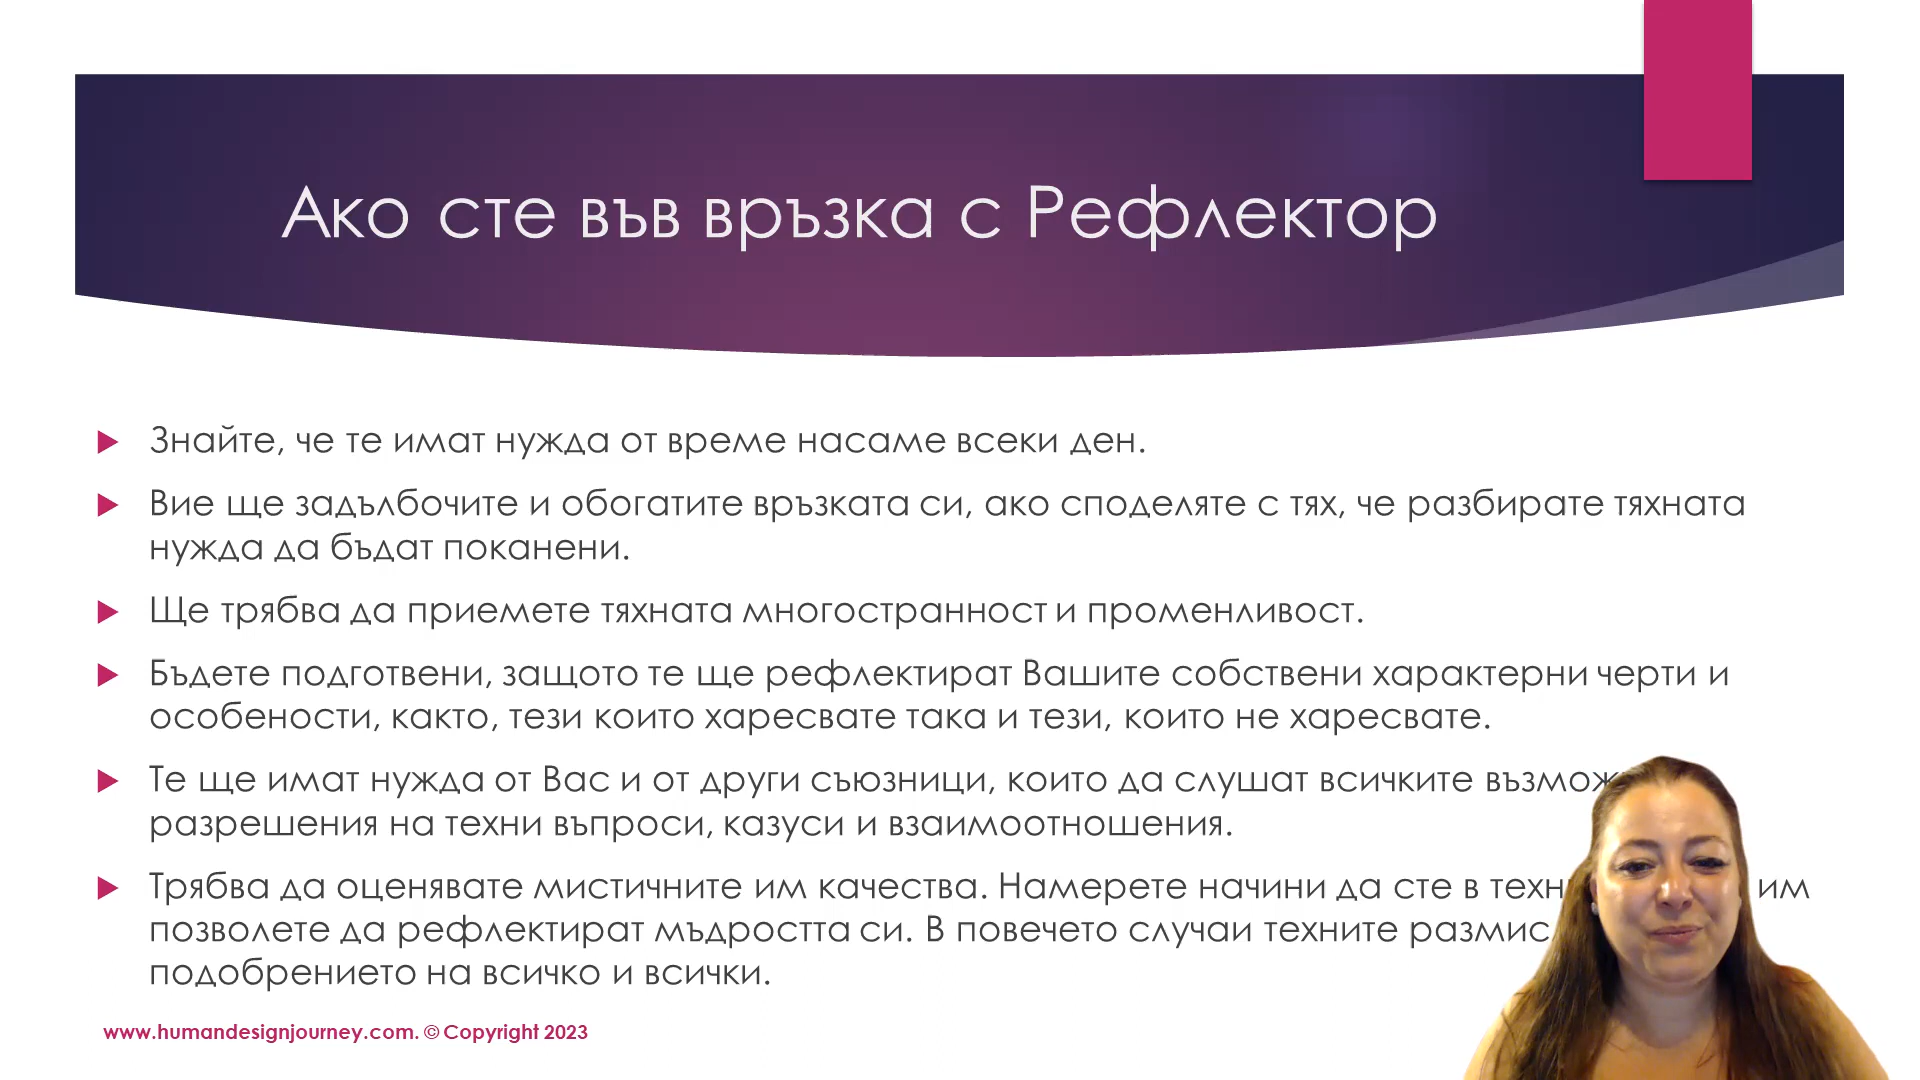 Ако сте във връзка с Рефлектор
Знайте, че те имат нужда от време насаме всеки ден.
Вие ще задълбочите и обогатите връзката си, ако споделяте с тях, че разбирате тяхната
нужда да бъдат поканени.
Ще трябва да приемете тяхната многостранност и променливост.
Бъдете подготвени, защото те ще рефлектират Вашите собствени характерни черти и
особености, както, тези които харесвате така и тези, които не харесвате.
Те ще имат нужда от Вас и от други съюзници, които да слушат всичките
разрешения на техни въпроси, казуси и взаимоотношения.
Трябва да оценявате мистичните им качества. Намерете начини да сте в им
позволете да рефлектират мъдростта си. В повечето случаи техните
подобрението на всичко и всички.
www.humandesignjourney.com. © Copyright 2023